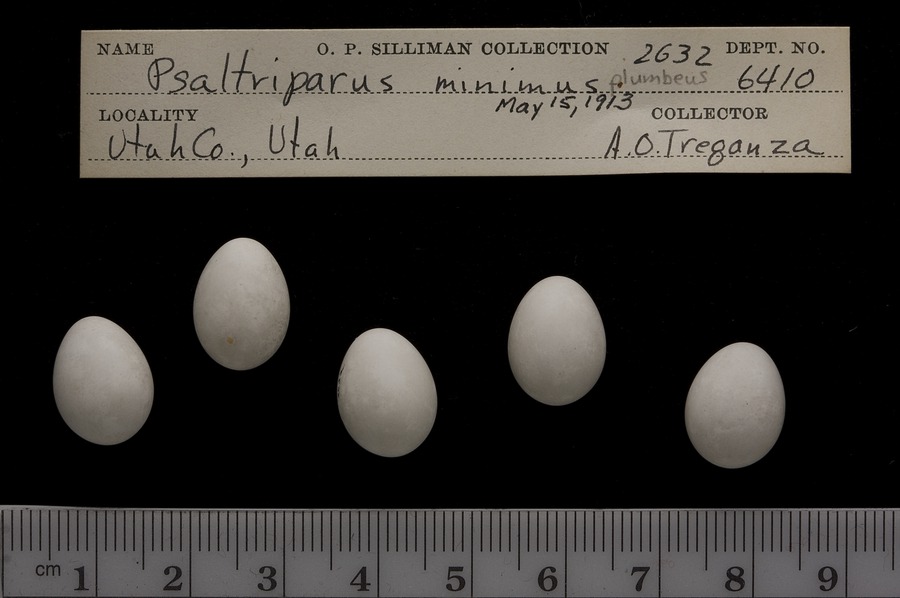 NAME O. P. SILLIMAN COLLECTION 2632 DEPT. NO.
Psaltriparus minimus plumbeus 6410
May 15, 1913
LOCALITY COLLECTOR
Utah Co., Utah A.O.Treganza
cm 1 2 3 4 5 6 7 8 9